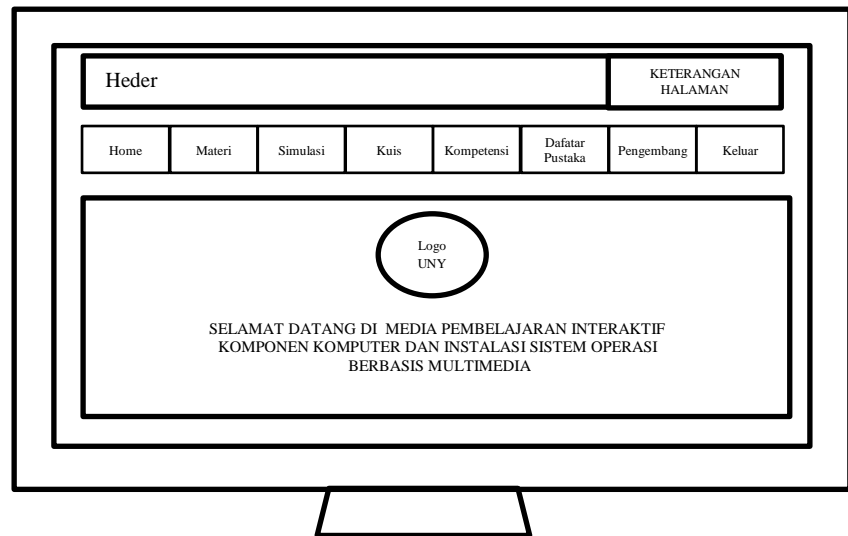 Heder
KETERANGAN
HALAMAN
Home
Materi
Simulasi
Kuis
Kompetensi
Dafatar
Pustaka
Pengembang
Keluar
Logo
UNY
SELAMAT DATANG DI MEDIA PEMBELAJARAN INTERAKTIF
KOMPONEN KOMPUTER DAN INSTALASI SISTEM OPERASI
BERBASIS MULTIMEDIA